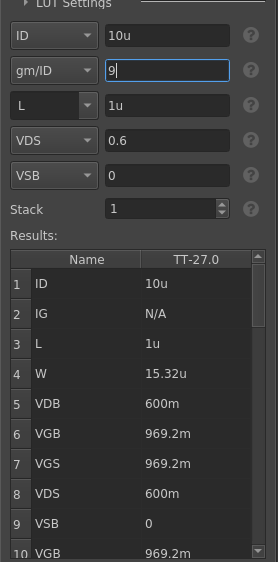 LUT Settings
ID 10u ?
gm/ID 9 ?
L 1u ?
VDS 0.6 ?
VSB 0 ?
Stack 1 ?
Results:
Name TT-27.0
1 ID 10u
2 IG N/A
3 L 1u
4 W 15.32u
5 VDB 600m
6 VGB 969.2m
7 VGS 969.2m
8 VDS 600m
9 VSB 0
10 VGB 969.2m